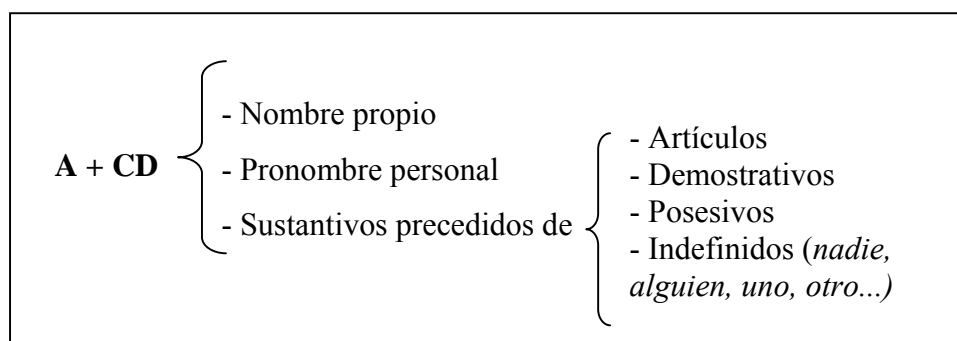 A + CD
- Nombre propio
- Pronombre personal
- Sustantivos precedidos de
- Artículos
- Demostrativos
- Posesivos
- Indefinidos (nadie,
alguien, uno, otro...)